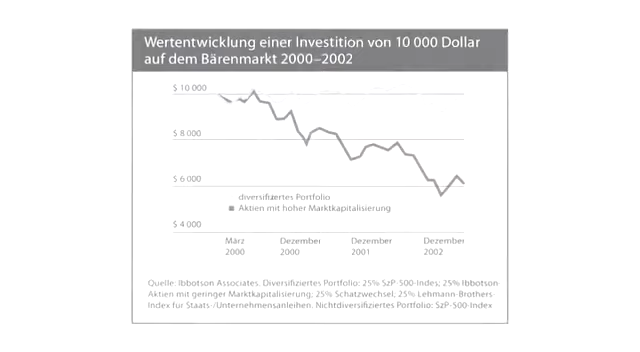 Wertentwicklung einer Investition von 10 000 Dollar
auf dem Bärenmarkt 2000–2002
$ 10 000
$ 8 000
$ 6 000
diversifiziertes Portfolio
Aktien mit hoher Marktkapitalisierung
$ 4 000
März Dezember Dezember Dezember
2000 2000 2001 2002
Quelle: Ibbotson Associates. Diversifiziertes Portfolio: 25% SzP-500-Indes; 25% Ibbotson
Aktien mit geringer Marktkapitalisierung; 25% Schatzwechsel, 25% Lehmann-Brothers
Index für Staats-/Unternehmensanleihen. Nichtdiversifiziertes Portfolio: SzP-500-Index